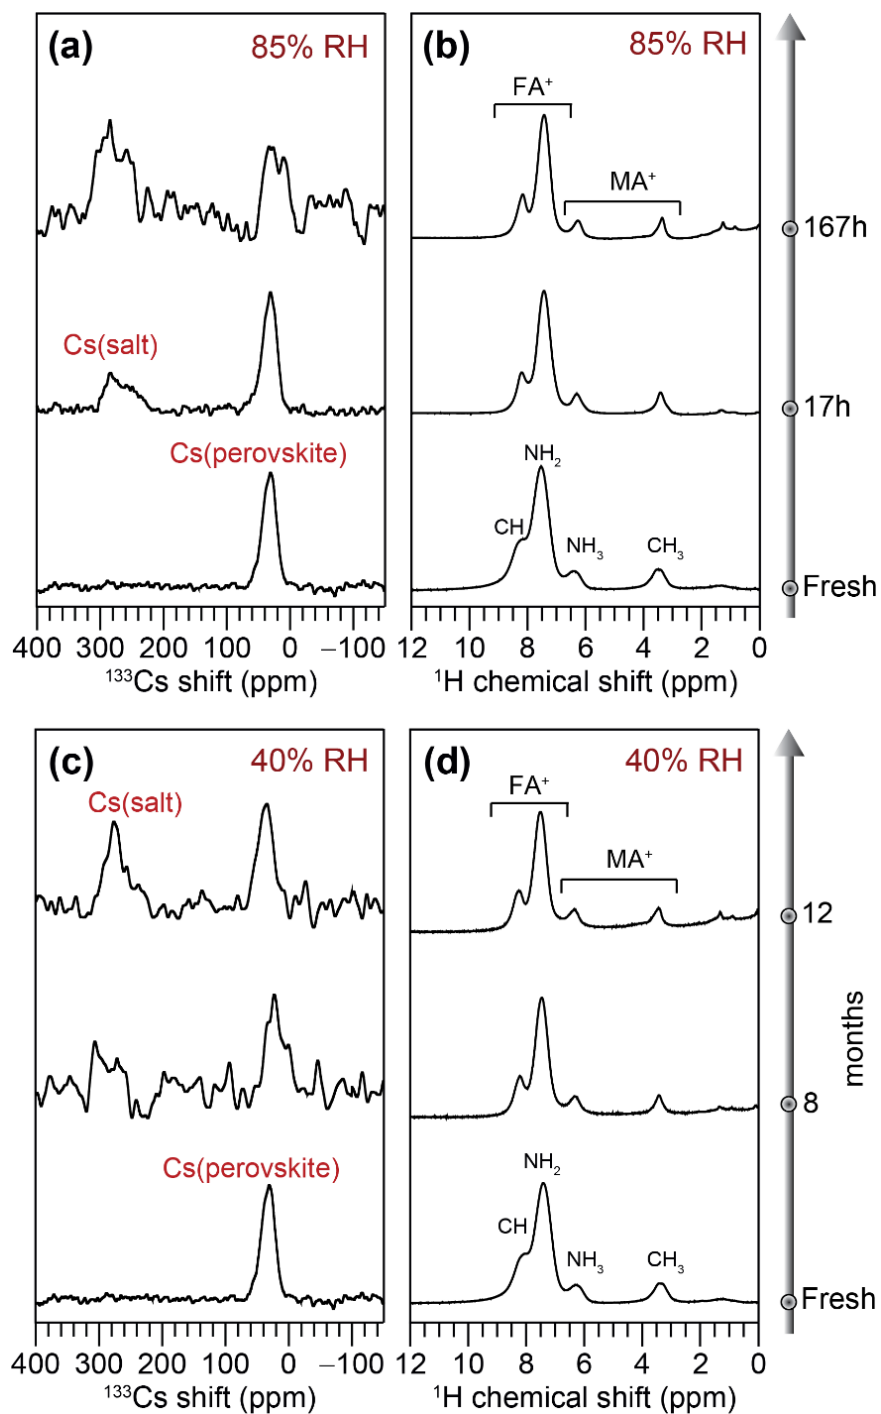 (a) 85% RH
Cs(salt)
Cs(perovskite)
400 300 200 100 0 −100
¹³³Cs shift (ppm)
(b) 85% RH
FA⁺
MA⁺
NH₂
CH
NH₃
CH₃
12 10 8 6 4 2 0
¹H chemical shift (ppm)
167h
17h
Fresh
(c) 40% RH
Cs(salt)
Cs(perovskite)
400 300 200 100 0 −100
¹³³Cs shift (ppm)
(d) 40% RH
FA⁺
MA⁺
NH₂
CH
NH₃
CH₃
12 10 8 6 4 2 0
¹H chemical shift (ppm)
12
months
8
Fresh